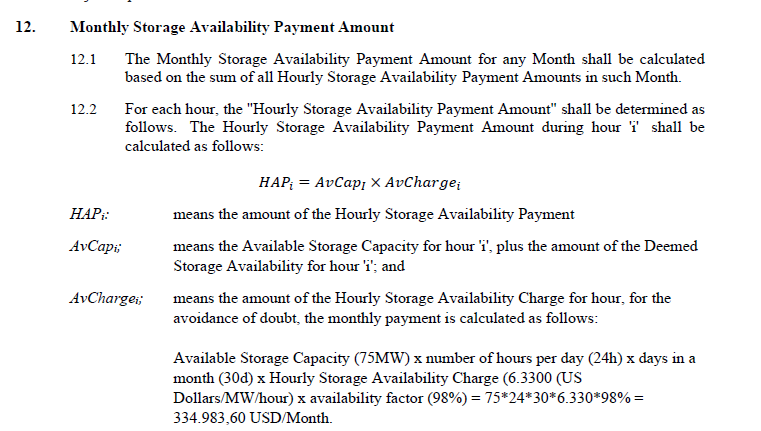 12. Monthly Storage Availability Payment Amount
12.1 The Monthly Storage Availability Payment Amount for any Month shall be calculated
based on the sum of all Hourly Storage Availability Payment Amounts in such Month.
12.2 For each hour, the "Hourly Storage Availability Payment Amount" shall be determined as
follows. The Hourly Storage Availability Payment Amount during hour 'i' shall be
calculated as follows:
HAPᵢ = AvCap_I × AvChargeᵢ
HAPᵢ: means the amount of the Hourly Storage Availability Payment
AvCapᵢ; means the Available Storage Capacity for hour 'i', plus the amount of the Deemed
Storage Availability for hour 'i'; and
AvChargeᵢ; means the amount of the Hourly Storage Availability Charge for hour, for the
avoidance of doubt, the monthly payment is calculated as follows:
Available Storage Capacity (75MW) x number of hours per day (24h) x days in a
month (30d) x Hourly Storage Availability Charge (6.3300 (US
Dollars/MW/hour) x availability factor (98%) = 75*24*30*6.330*98% =
334.983,60 USD/Month.